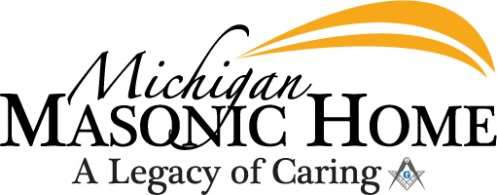 Michigan
MASONIC HOME
A Legacy of Caring G